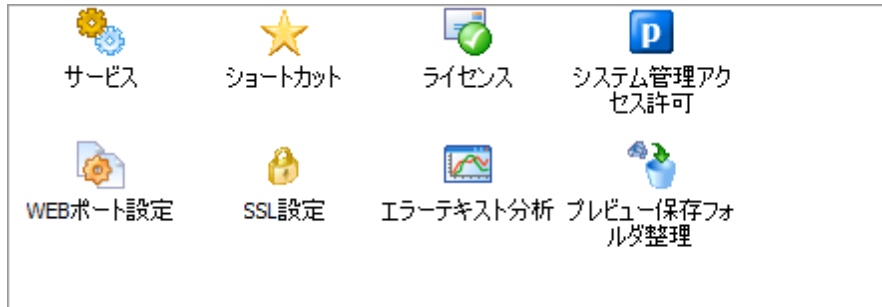 サービス
ショートカット
ライセンス
システム管理アク
セス許可
WEBポート設定
SSL設定
エラーテキスト分析
プレビュー保存フォ
ルダ整理